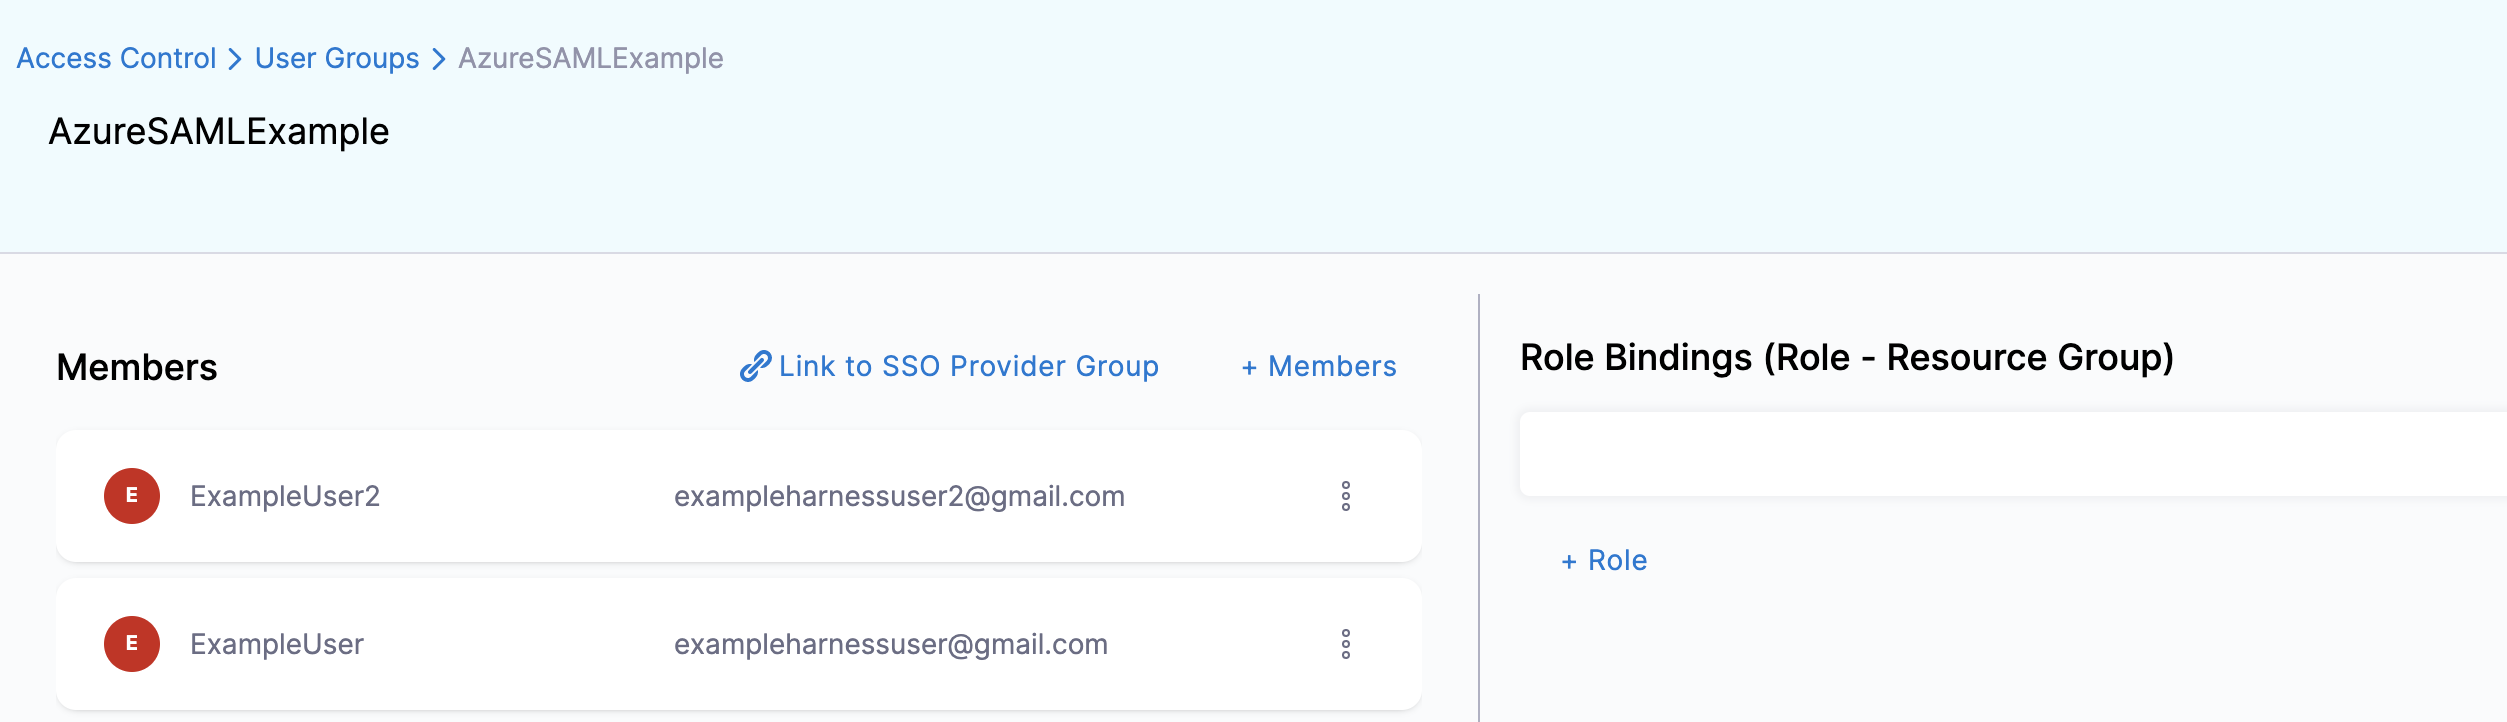 Access Control > User Groups > AzureSAMLExample
AzureSAMLExample
Members
Link to SSO Provider Group
+ Members
E
ExampleUser2
exampleharnessuser2@gmail.com
E
ExampleUser
exampleharnessuser@gmail.com
Role Bindings (Role - Resource Group)
+ Role